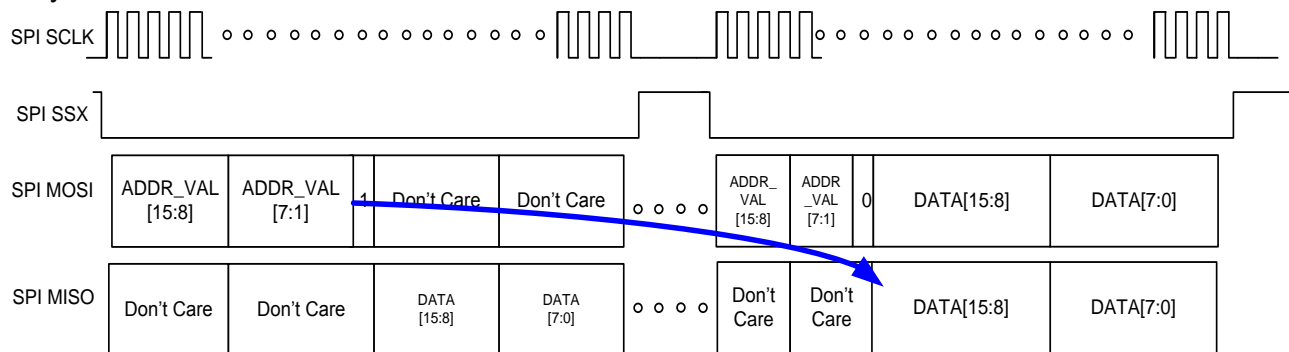 SPI SCLK
SPI SSX
SPI MOSI
ADDR_VAL
[15:8]
ADDR_VAL
[7:1]
1
Don't Care
Don't Care
ADDR_
VAL
[15:8]
ADDR
_VAL
[7:1]
0
DATA[15:8]
DATA[7:0]
SPI MISO
Don't Care
Don't Care
DATA
[15:8]
DATA
[7:0]
Don't
Care
Don't
Care
DATA[15:8]
DATA[7:0]